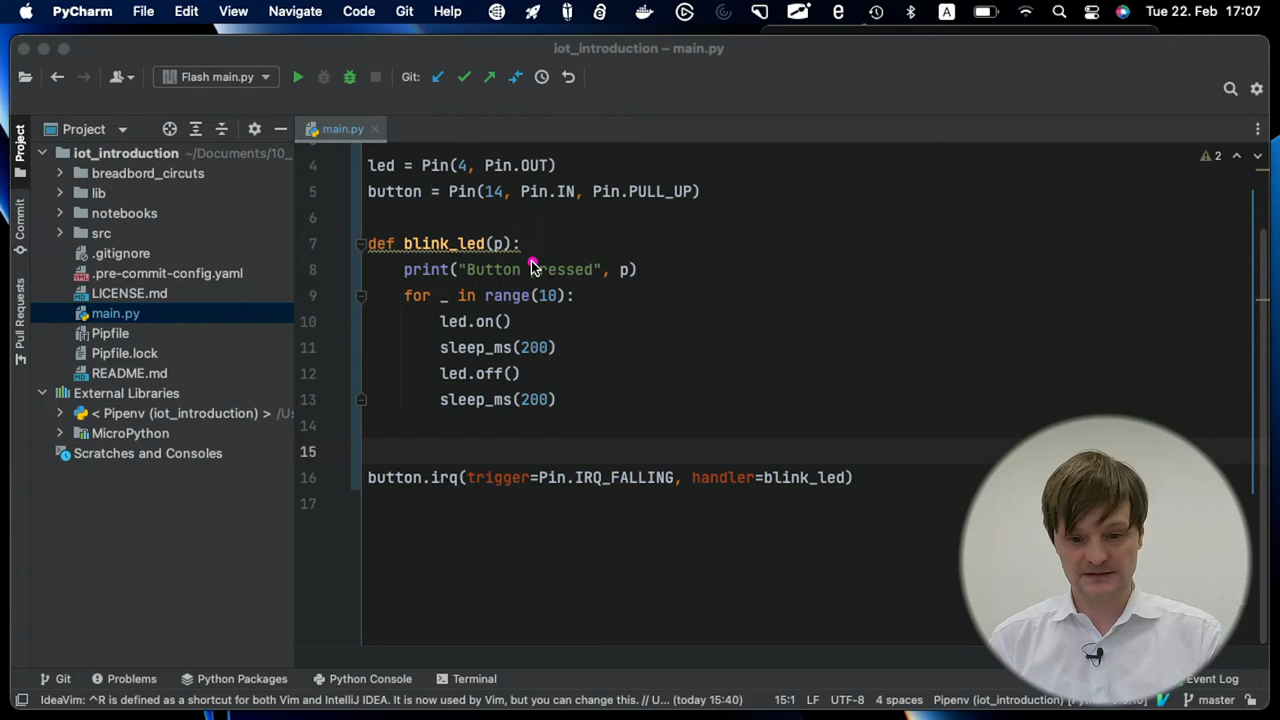 PyCharm File Edit View Navigate Code Git Help A Tue 22. Feb 17:07
iot_introduction – main.py
Flash main.py Git:
Project main.py
Project
iot_introduction ~/Documents/10_
breadbord_circuts
lib
notebooks
src
.gitignore
.pre-commit-config.yaml
LICENSE.md
main.py
Pipfile
Pipfile.lock
README.md
External Libraries
< Pipenv (iot_introduction) > /Us
MicroPython
Scratches and Consoles
Commit
Pull Requests
2
4 led = Pin(4, Pin.OUT)
5 button = Pin(14, Pin.IN, Pin.PULL_UP)
6
7 def blink_led(p):
8 print("Button pressed", p)
9 for _ in range(10):
10 led.on()
11 sleep_ms(200)
12 led.off()
13 sleep_ms(200)
14
15
16 button.irq(trigger=Pin.IRQ_FALLING, handler=blink_led)
17
Git Problems Python Packages Python Console Terminal Event Log
IdeaVim: ^R is defined as a shortcut for both Vim and IntelliJ IDEA. It is now used by Vim, but you can change this. // U... (today 15:40) 15:1 LF UTF-8 4 spaces Pipenv (iot_introduction) master